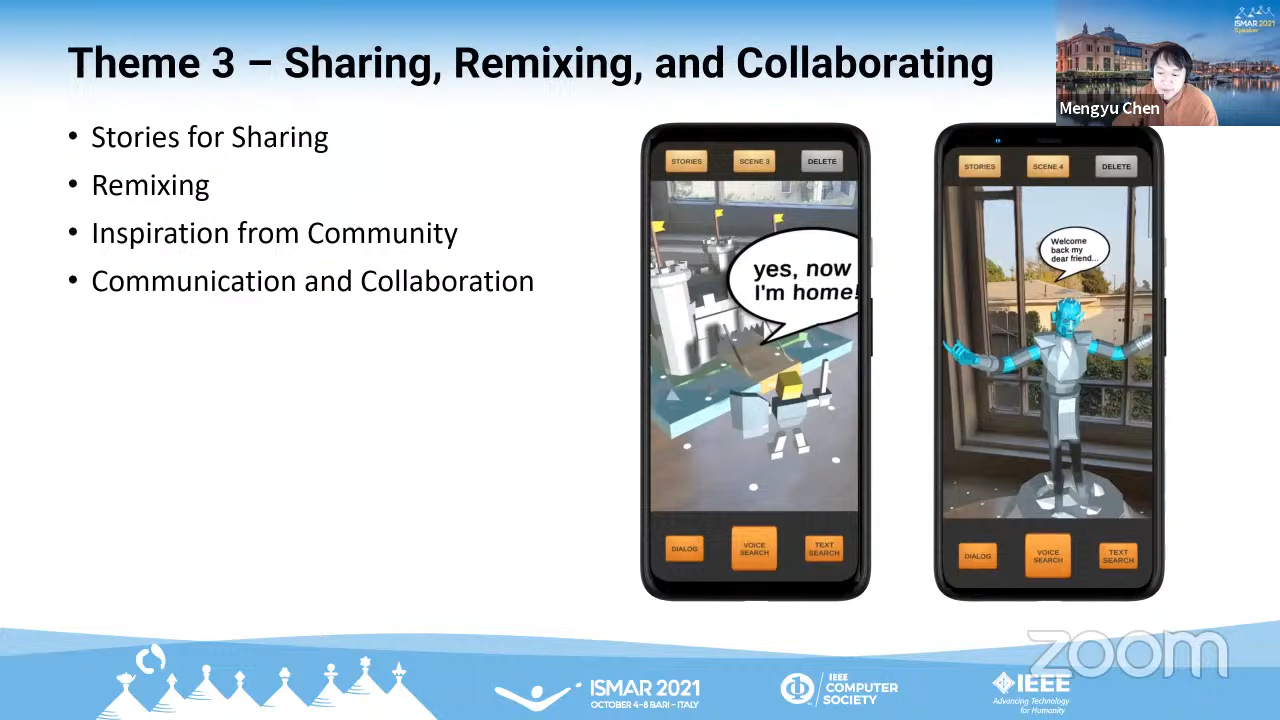 Theme 3 – Sharing, Remixing, and Collaborating
ISMAR 2021
Speaker
Mengyu Chen
• Stories for Sharing
• Remixing
• Inspiration from Community
• Communication and Collaboration
STORIES
SCENE 3
DELETE
yes, now
I'm home!
DIALOG
VOICE
SEARCH
TEXT
SEARCH
STORIES
SCENE 4
DELETE
Welcome
back my
dear friend...
DIALOG
VOICE
SEARCH
TEXT
SEARCH
zoom
ISMAR 2021
OCTOBER 4-8 BARI - ITALY
IEEE
COMPUTER
SOCIETY
IEEE
Advancing Technology
for Humanity